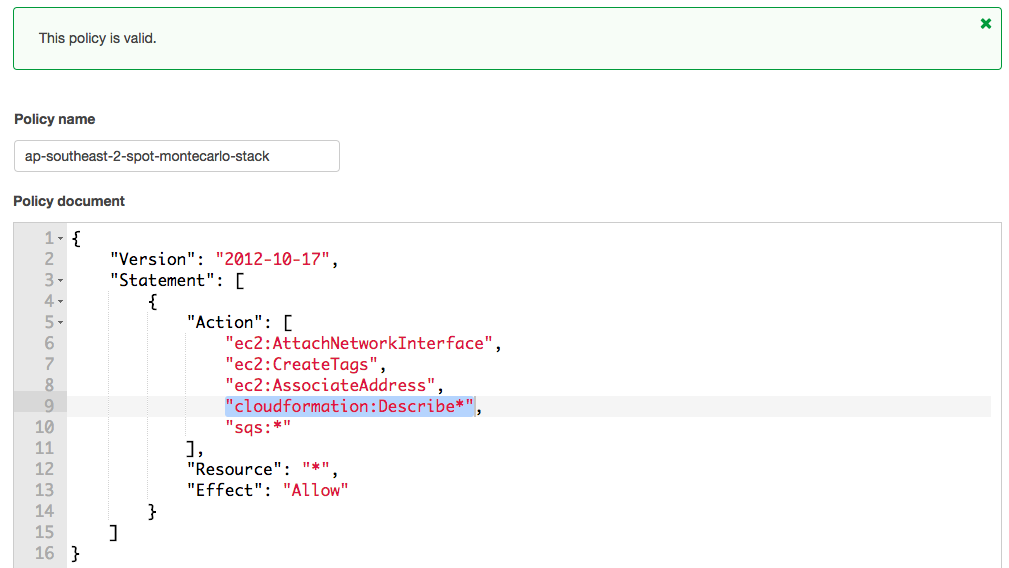 This policy is valid.
Policy name
ap-southeast-2-spot-montecarlo-stack
Policy document
1 {
2     "Version": "2012-10-17",
3     "Statement": [
4         {
5             "Action": [
6                 "ec2:AttachNetworkInterface",
7                 "ec2:CreateTags",
8                 "ec2:AssociateAddress",
9                 "cloudformation:Describe*",
10                 "sqs:*"
11             ],
12             "Resource": "*",
13             "Effect": "Allow"
14         }
15     ]
16 }